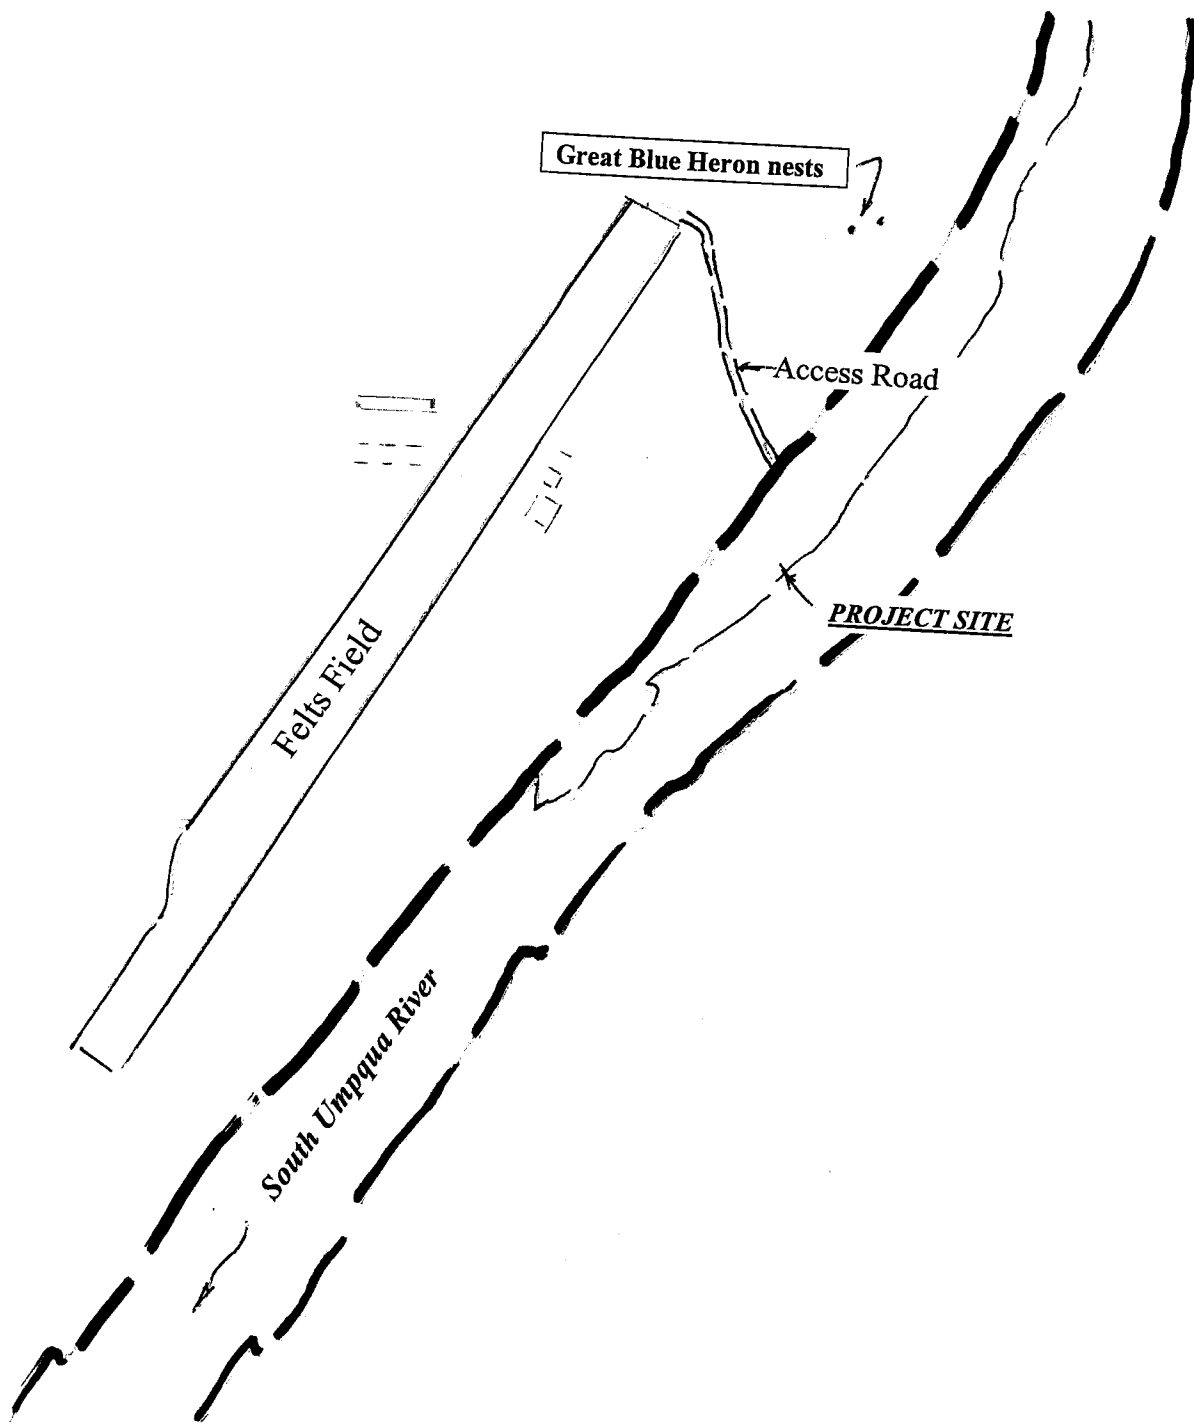 Great Blue Heron nests
Access Road
PROJECT SITE
Felts Field
South Umpqua River